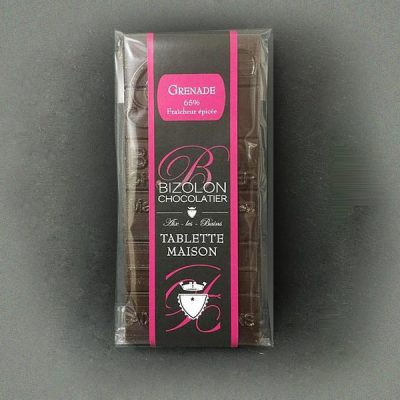 GRENADE
65%
Fraîcheur épicée
B
BIZOLON
CHOCOLATIER
Aix - les - Bains
TABLETTE
MAISON